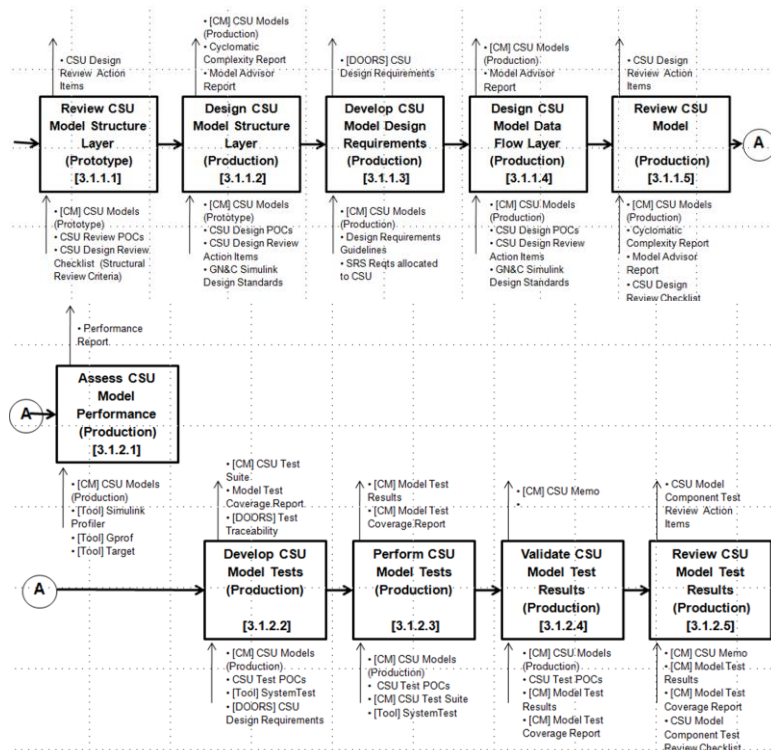 • CSU Design
Review Action
Items
• [CM] CSU Models
(Production)
• Cyclomatic
Complexity Report
• Model Advisor
Report
• [DOORS] CSU
Design Requirements
• [CM] CSU Models
(Production)
• Model Advisor
Report
• CSU Design
Review Action
Items
Review CSU
Model Structure
Layer
(Prototype)
[3.1.1.1]
Design CSU
Model Structure
Layer
(Production)
[3.1.1.2]
Develop CSU
Model Design
Requirements
(Production)
[3.1.1.3]
Design CSU
Model Data
Flow Layer
(Production)
[3.1.1.4]
Review CSU
Model
(Production)
[3.1.1.5]
A
• [CM] CSU Models
(Prototype)
• CSU Review POCs
• CSU Design Review
Checklist (Structural
Review Criteria)
• [CM] CSU Models
(Prototype)
• CSU Design POCs
• CSU Design Review
Action Items
• GN&C Simulink
Design Standards
• [CM] CSU Models
(Production)
• Design Requirements
Guidelines
• SRS Reqts allocated
to CSU
• [CM] CSU Models
(Production)
• CSU Design POCs
• CSU Design Review
Action Items
• GN&C Simulink
Design Standards
• [CM] CSU Models
(Production)
• Cyclomatic
Complexity Report
• Model Advisor
Report
• CSU Design
Review Checklist
• Performance
Report
A
Assess CSU
Model
Performance
(Production)
[3.1.2.1]
• [CM] CSU Models
(Production)
• [Tool] Simulink
Profiler
• [Tool] Gprof
• [Tool] Target
• [CM] CSU Test
Suite
• Model Test
Coverage Report
• [DOORS] Test
Traceability
• [CM] Model Test
Results
• [CM] Model Test
Coverage Report
• [CM] CSU Memo
•
• CSU Model
Component Test
Review Action
Items
A
Develop CSU
Model Tests
(Production)
[3.1.2.2]
Perform CSU
Model Tests
(Production)
[3.1.2.3]
Validate CSU
Model Test
Results
(Production)
[3.1.2.4]
Review CSU
Model Test
Results
(Production)
[3.1.2.5]
• [CM] CSU Models
(Production)
• CSU Test POCs
• [Tool] SystemTest
• [DOORS] CSU
Design Requirements
• [CM] CSU Models
(Production)
• CSU Test POCs
• [CM] CSU Test Suite
• [Tool] SystemTest
• [CM] CSU Models
(Production)
• CSU Test POCs
• [CM] Model Test
Results
• [CM] Model Test
Coverage Report
• [CM] CSU Memo
• [CM] Model Test
Results
• [CM] Model Test
Coverage Report
• CSU Model
Component Test
Review Checklist